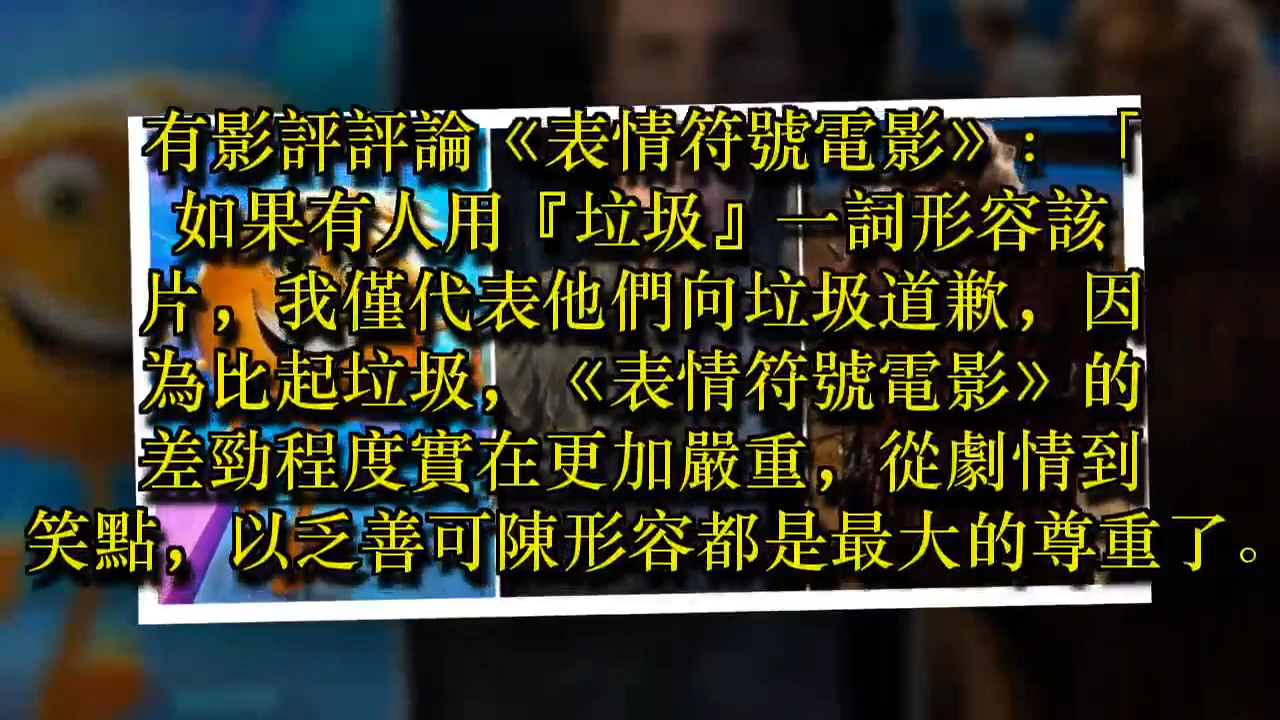 有影評評論《表情符號電影》：「
如果有人用『垃圾』一詞形容該
片，我僅代表他們向垃圾道歉，因
為比起垃圾，《表情符號電影》的
差勁程度實在更加嚴重，從劇情到
笑點，以乏善可陳形容都是最大的尊重了。